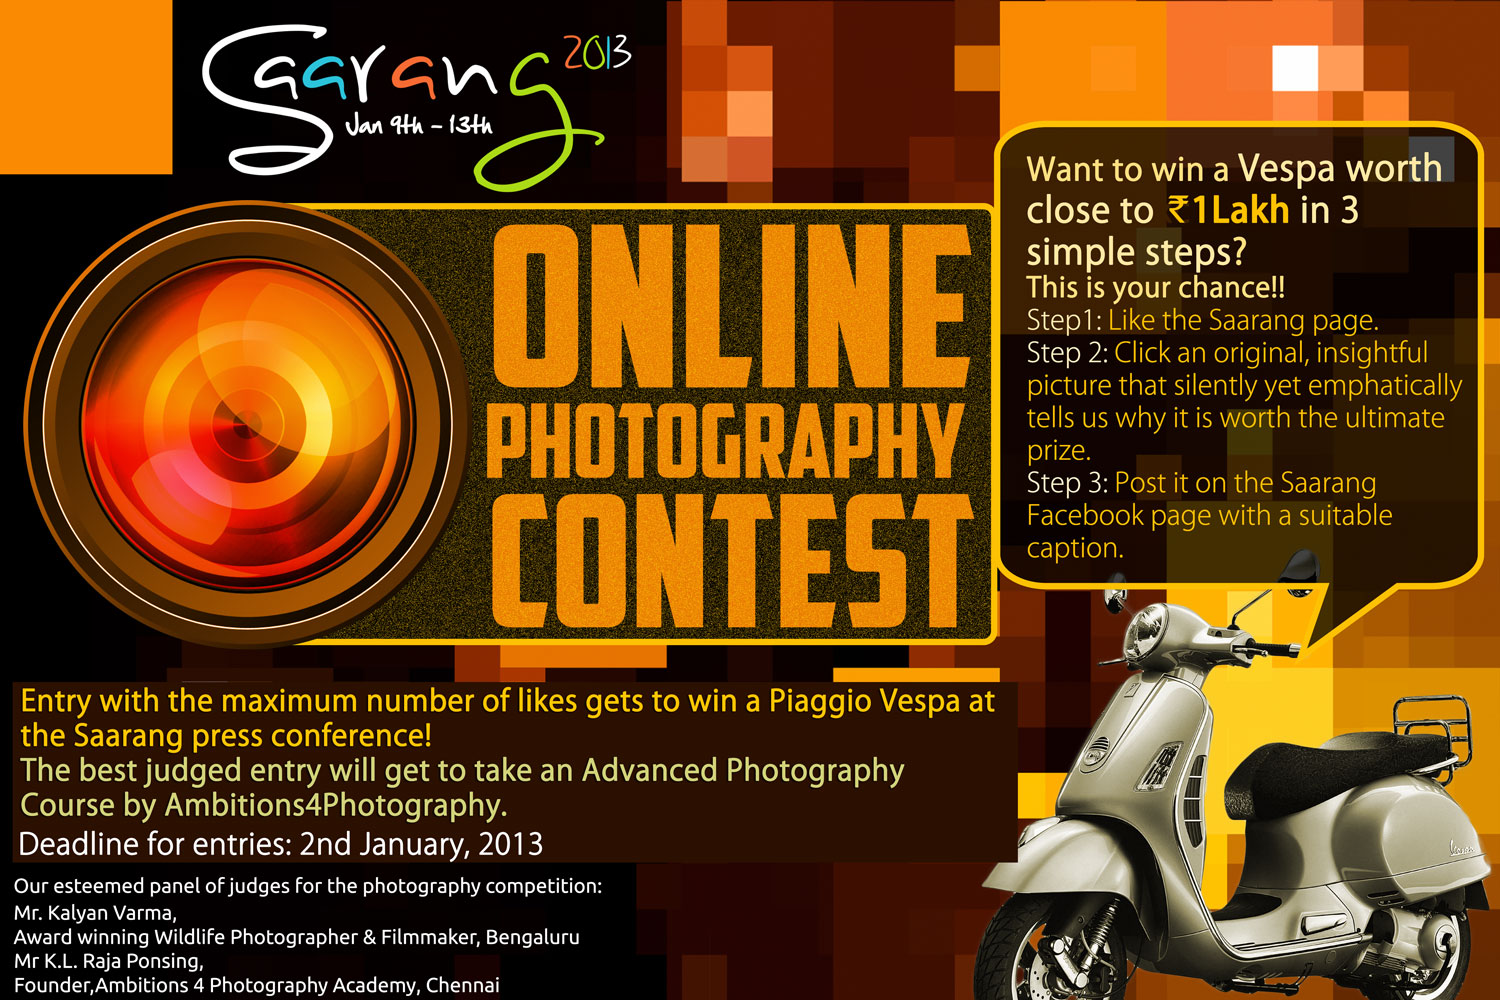 Saarang 2013
Jan 9th - 13th
ONLINE
PHOTOGRAPHY
CONTEST
Want to win a Vespa worth
close to ₹1Lakh in 3
simple steps?
This is your chance!!
Step1: Like the Saarang page.
Step 2: Click an original, insightful
picture that silently yet emphatically
tells us why it is worth the ultimate
prize.
Step 3: Post it on the Saarang
Facebook page with a suitable
caption.
Entry with the maximum number of likes gets to win a Piaggio Vespa at
the Saarang press conference!
The best judged entry will get to take an Advanced Photography
Course by Ambitions4Photography.
Deadline for entries: 2nd January, 2013
Our esteemed panel of judges for the photography competition:
Mr. Kalyan Varma,
Award winning Wildlife Photographer & Filmmaker, Bengaluru
Mr K.L. Raja Ponsing,
Founder,Ambitions 4 Photography Academy, Chennai
Vespa